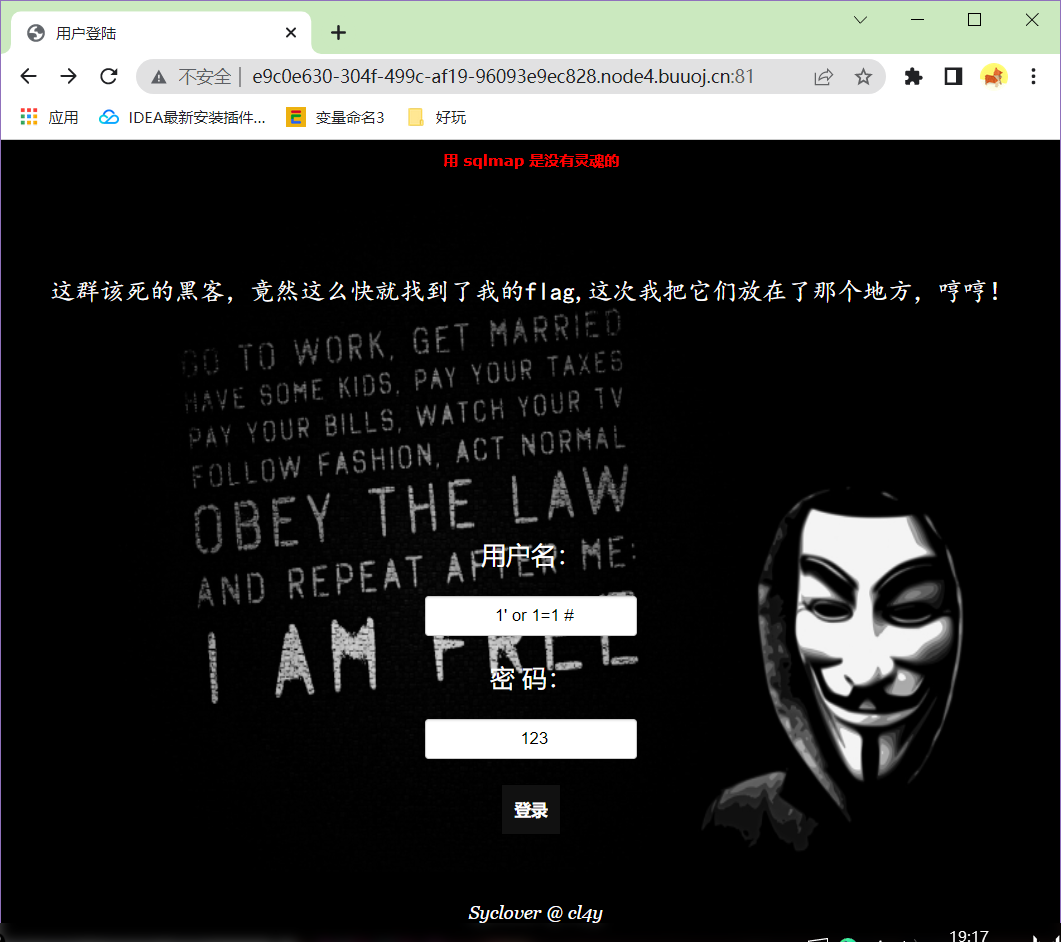 用户登陆
不安全 | e9c0e630-304f-499c-af19-96093e9ec828.node4.buuoj.cn:81
应用 IDEA最新安装插件... 变量命名3 好玩
用 sqlmap 是没有灵魂的
这群该死的黑客，竟然这么快就找到了我的flag,这次我把它们放在了那个地方，哼哼！
GO TO WORK, GET MARRIED
HAVE SOME KIDS, PAY YOUR TAXES
PAY YOUR BILLS, WATCH YOUR TV
FOLLOW FASHION, ACT NORMAL
OBEY THE LAW
AND REPEAT AFTER ME:
I AM FREE
用户名：
1' or 1=1 #
密 码：
123
登录
Syclover @ cl4y
19:17